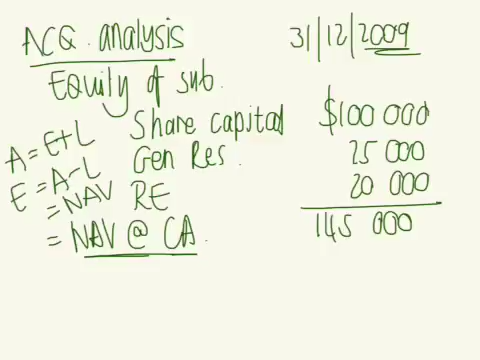 ACQ. analysis 31/12/2009
Equity of sub.
A = E+L Share capital $100 000
E = A-L Gen Res. 25 000
= NAV RE 20 000
= NAV @ CA. 145 000